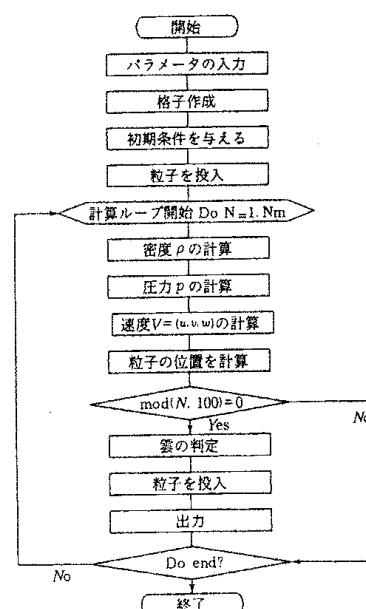 開始
パラメータの入力
格子作成
初期条件を与える
粒子を投入
計算ループ開始 Do N=1. Nm
密度ρの計算
圧力pの計算
速度V=(u.v.w)の計算
粒子の位置を計算
mod(N. 100)=0
No
Yes
雲の判定
粒子を投入
出力
Do end?
No
終了